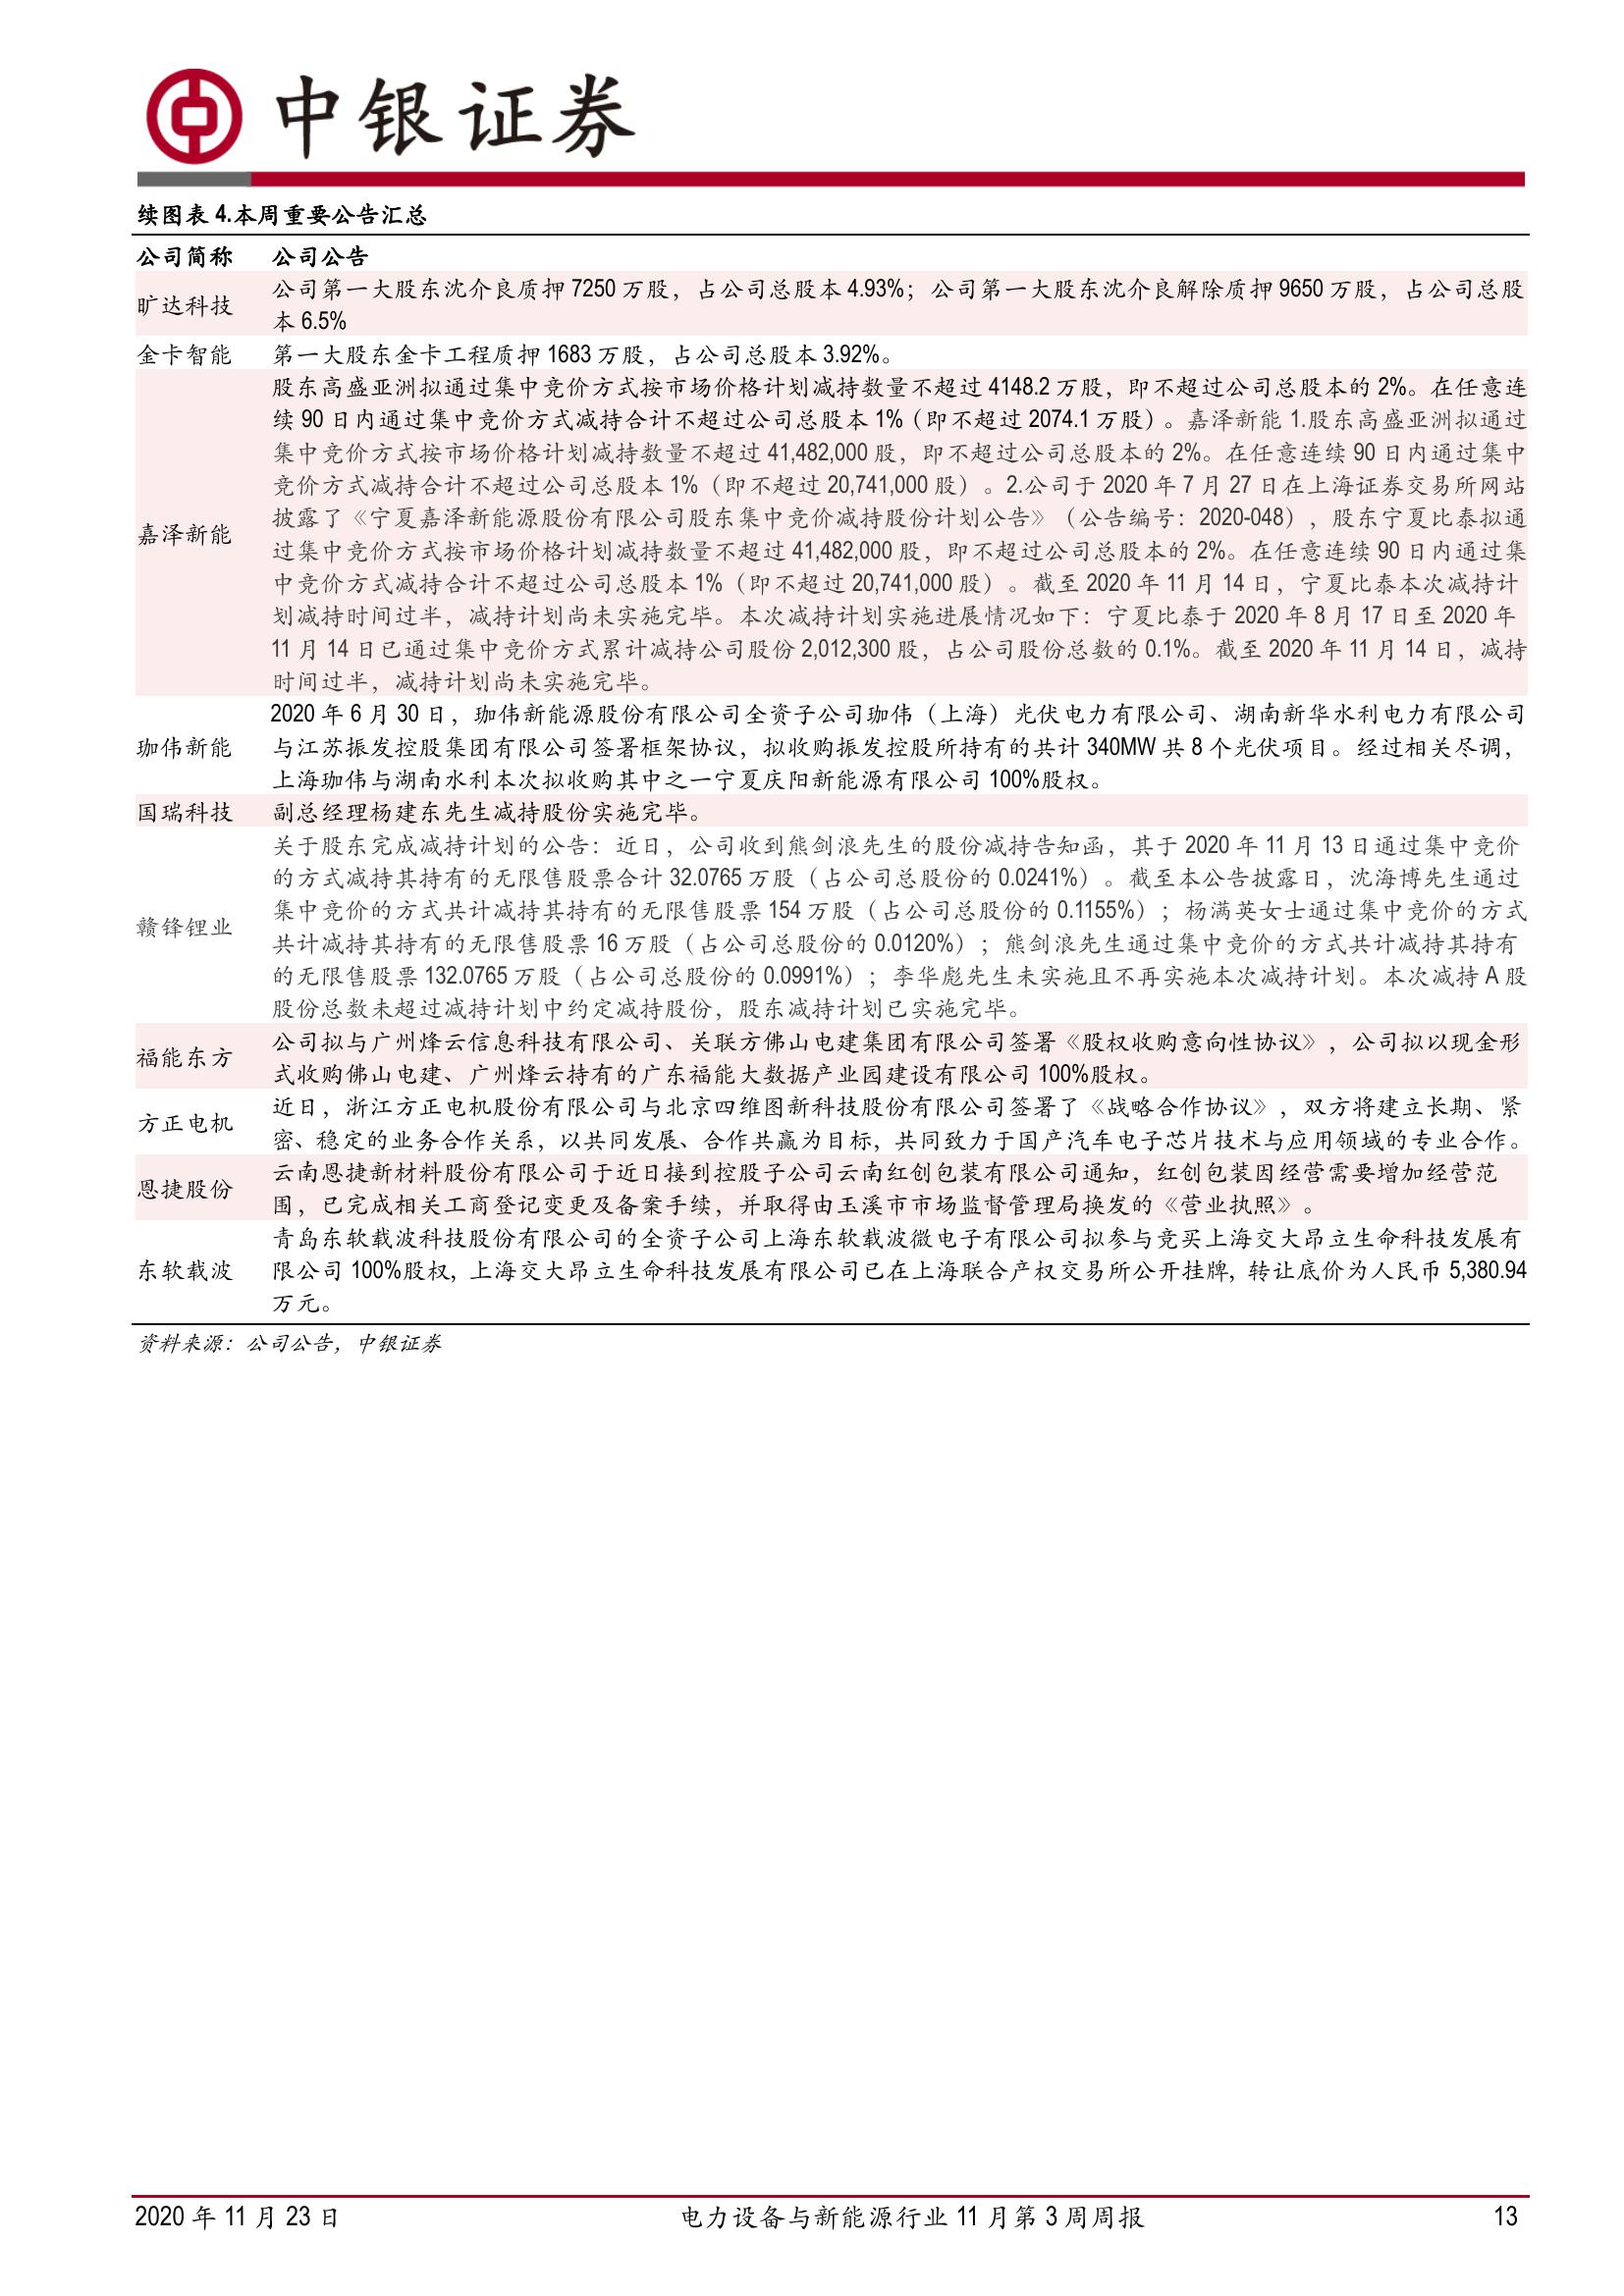 中银证券
续图表 4.本周重要公告汇总
公司简称 公司公告
旷达科技
公司第一大股东沈介良质押 7250 万股，占公司总股本 4.93%；公司第一大股东沈介良解除质押 9650 万股，占公司总股
本 6.5%
金卡智能 第一大股东金卡工程质押 1683 万股，占公司总股本 3.92%。
嘉泽新能
股东高盛亚洲拟通过集中竞价方式按市场价格计划减持数量不超过 4148.2 万股，即不超过公司总股本的 2%。在任意连
续 90 日内通过集中竞价方式减持合计不超过公司总股本 1%（即不超过 2074.1 万股）。嘉泽新能 1.股东高盛亚洲拟通过
集中竞价方式按市场价格计划减持数量不超过 41,482,000 股，即不超过公司总股本的 2%。在任意连续 90 日内通过集中
竞价方式减持合计不超过公司总股本 1%（即不超过 20,741,000 股）。2.公司于 2020 年 7 月 27 日在上海证券交易所网站
披露了《宁夏嘉泽新能源股份有限公司股东集中竞价减持股份计划公告》（公告编号：2020-048），股东宁夏比泰拟通
过集中竞价方式按市场价格计划减持数量不超过 41,482,000 股，即不超过公司总股本的 2%。在任意连续 90 日内通过集
中竞价方式减持合计不超过公司总股本 1%（即不超过 20,741,000 股）。截至 2020 年 11 月 14 日，宁夏比泰本次减持计
划减持时间过半，减持计划尚未实施完毕。本次减持计划实施进展情况如下：宁夏比泰于 2020 年 8 月 17 日至 2020 年
11 月 14 日已通过集中竞价方式累计减持公司股份 2,012,300 股，占公司股份总数的 0.1%。截至 2020 年 11 月 14 日，减持
时间过半，减持计划尚未实施完毕。
珈伟新能
2020 年 6 月 30 日，珈伟新能源股份有限公司全资子公司珈伟（上海）光伏电力有限公司、湖南新华水利电力有限公司
与江苏振发控股集团有限公司签署框架协议，拟收购振发控股所持有的共计 340MW 共 8 个光伏项目。经过相关尽调，
上海珈伟与湖南水利本次拟收购其中之一宁夏庆阳新能源有限公司 100%股权。
国瑞科技 副总经理杨建东先生减持股份实施完毕。
赣锋锂业
关于股东完成减持计划的公告：近日，公司收到熊剑浪先生的股份减持告知函，其于 2020 年 11 月 13 日通过集中竞价
的方式减持其持有的无限售股票合计 32.0765 万股（占公司总股份的 0.0241%）。截至本公告披露日，沈海博先生通过
集中竞价的方式共计减持其持有的无限售股票 154 万股（占公司总股份的 0.1155%）；杨满英女士通过集中竞价的方式
共计减持其持有的无限售股票 16 万股（占公司总股份的 0.0120%）；熊剑浪先生通过集中竞价的方式共计减持其持有
的无限售股票 132.0765 万股（占公司总股份的 0.0991%）；李华彪先生未实施且不再实施本次减持计划。本次减持 A 股
股份总数未超过减持计划中约定减持股份，股东减持计划已实施完毕。
福能东方
公司拟与广州烽云信息科技有限公司、关联方佛山电建集团有限公司签署《股权收购意向性协议》，公司拟以现金形
式收购佛山电建、广州烽云持有的广东福能大数据产业园建设有限公司 100%股权。
方正电机
近日，浙江方正电机股份有限公司与北京四维图新科技股份有限公司签署了《战略合作协议》，双方将建立长期、紧
密、稳定的业务合作关系，以共同发展、合作共赢为目标，共同致力于国产汽车电子芯片技术与应用领域的专业合作。
恩捷股份
云南恩捷新材料股份有限公司于近日接到控股子公司云南红创包装有限公司通知，红创包装因经营需要增加经营范
围，已完成相关工商登记变更及备案手续，并取得由玉溪市市场监督管理局换发的《营业执照》。
东软载波
青岛东软载波科技股份有限公司的全资子公司上海东软载波微电子有限公司拟参与竞买上海交大昂立生命科技发展有
限公司 100%股权，上海交大昂立生命科技发展有限公司已在上海联合产权交易所公开挂牌，转让底价为人民币 5,380.94
万元。
资料来源：公司公告，中银证券
2020 年 11 月 23 日 电力设备与新能源行业 11 月第 3 周周报 13